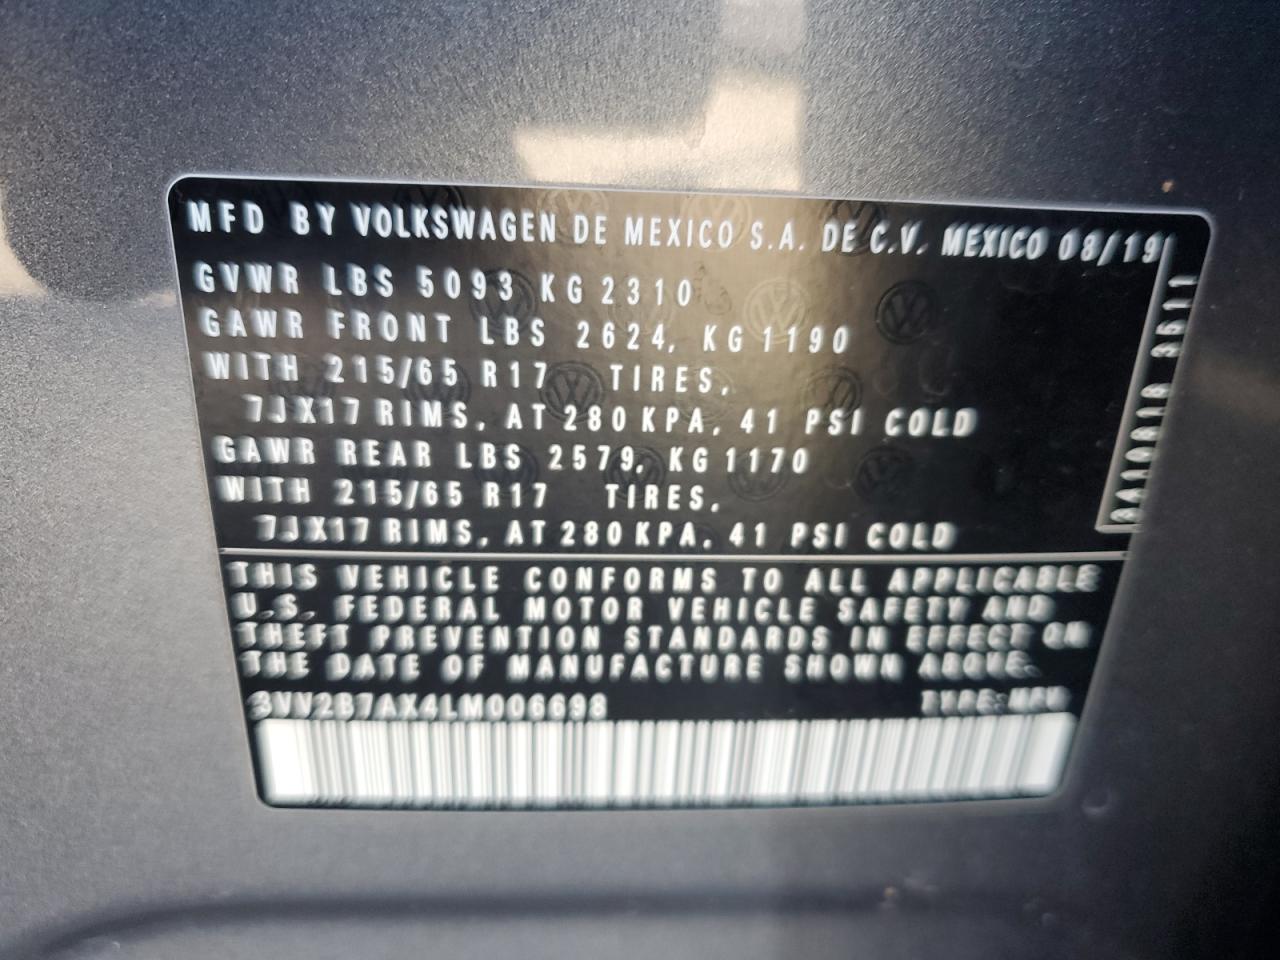 MFD BY VOLKSWAGEN DE MEXICO S.A. DE C.V. MEXICO 08/19
GVWR LBS 5093 KG 2310
GAWR FRONT LBS 2624, KG 1190
WITH 215/65 R17 TIRES,
7JX17 RIMS, AT 280 KPA, 41 PSI COLD
GAWR REAR LBS 2579, KG 1170
WITH 215/65 R17 TIRES,
7JX17 RIMS, AT 280 KPA, 41 PSI COLD
THIS VEHICLE CONFORMS TO ALL APPLICABLE
U.S. FEDERAL MOTOR VEHICLE SAFETY AND
THEFT PREVENTION STANDARDS IN EFFECT ON
THE DATE OF MANUFACTURE SHOWN ABOVE.
3VV2B7AX4LM006698 TYPE: MPV